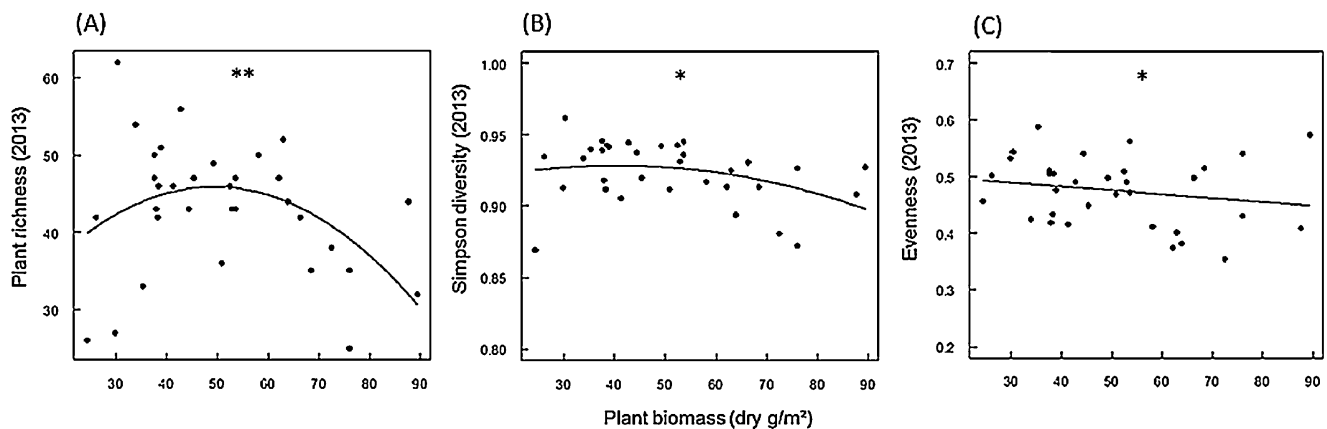 (A)
(B)
(C)
**
*
*
Plant richness (2013)
60
50
40
30
30 40 50 60 70 80 90
Simpson diversity (2013)
1.00
0.95
0.90
0.95
0.80
30 40 50 60 70 80 90
Evenness (2013)
0.7
0.6
0.5
0.4
0.3
0.2
30 40 50 60 70 80 90
Plant biomass (dry g/m²)